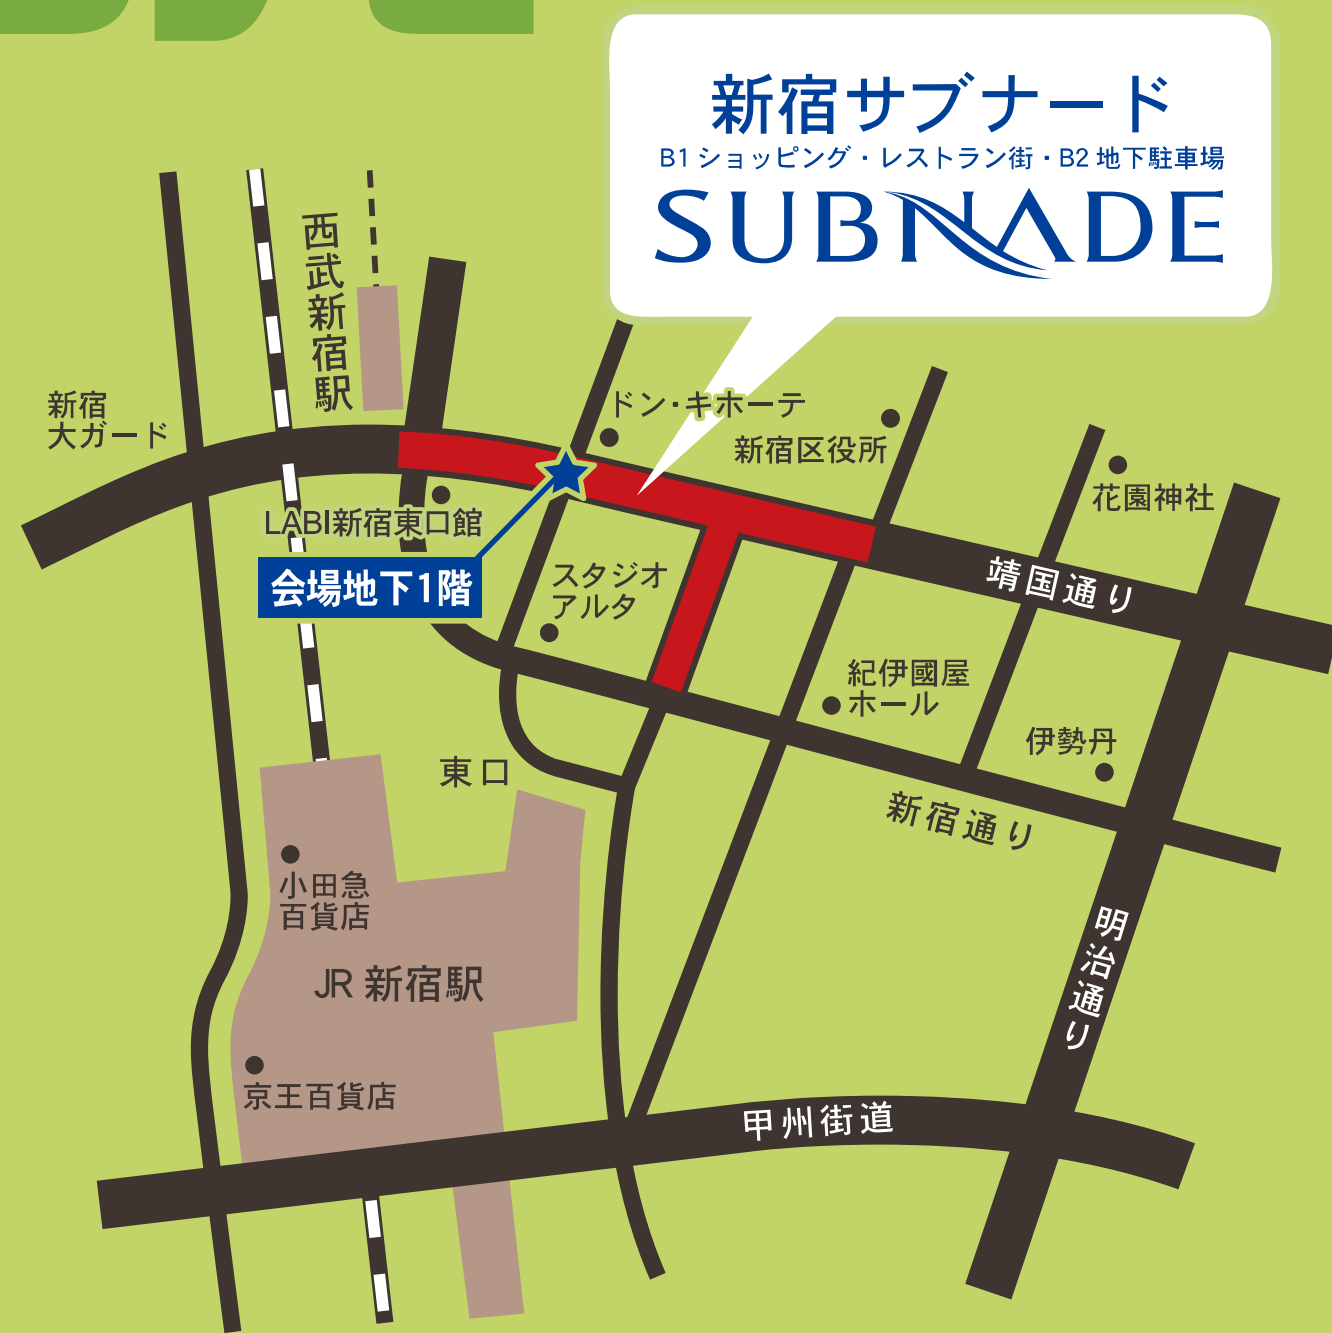 新宿サブナード
B1 ショッピング・レストラン街・B2 地下駐車場
SUBNADE
西武新宿駅
新宿
大ガード
ドン・キホーテ
新宿区役所
花園神社
LABI新宿東口館
会場地下1階
スタジオ
アルタ
靖国通り
紀伊國屋
ホール
伊勢丹
東口
新宿通り
小田急
百貨店
JR 新宿駅
明治通り
京王百貨店
甲州街道